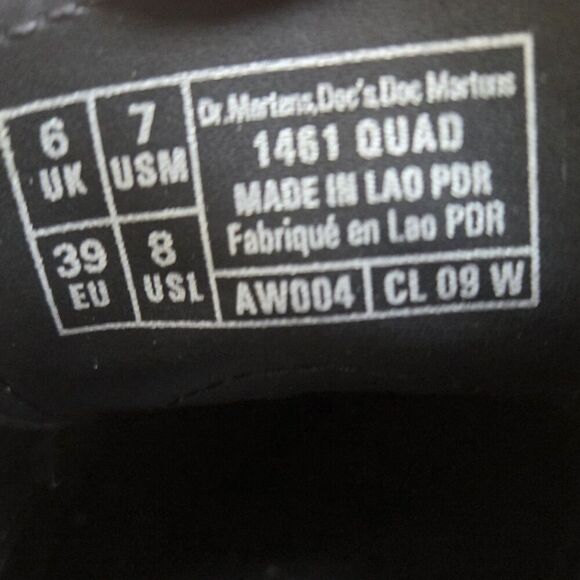 6 UK
7 USM
39 EU
8 USL
Dr.Martens,Doc's,Doc Martens
1461 QUAD
MADE IN LAO PDR
Fabriqué en Lao PDR
AW004 CL 09 W